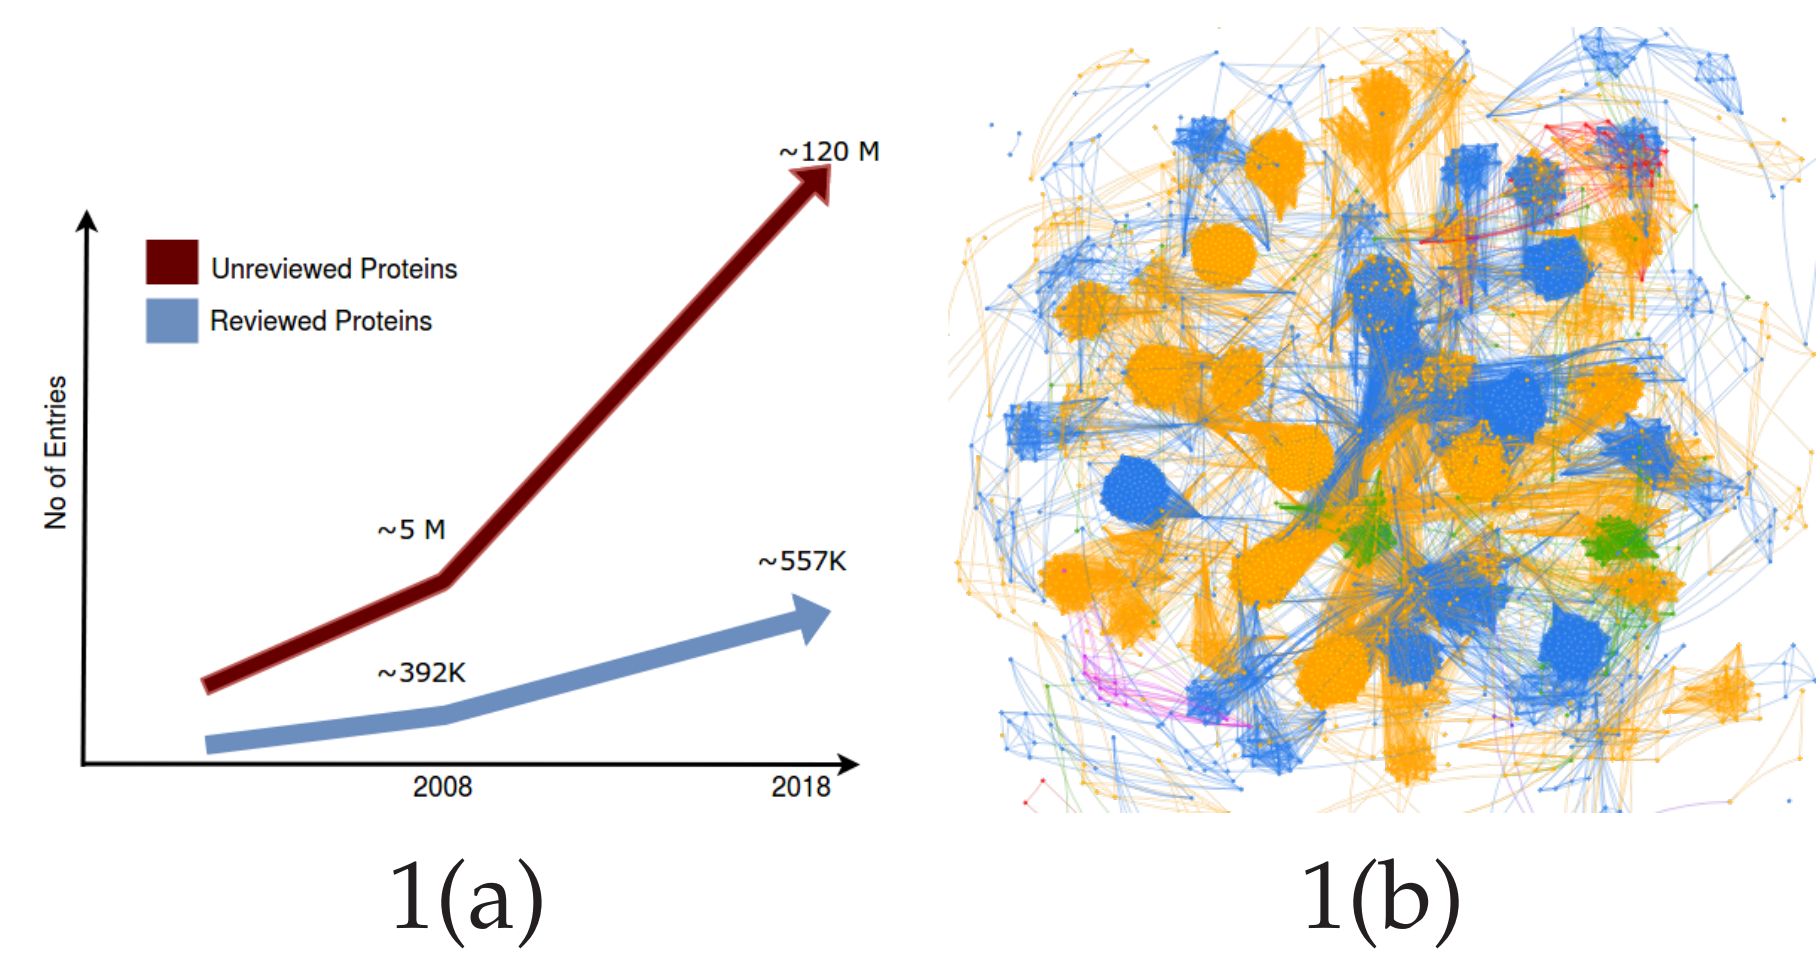 ~120 M
Unreviewed Proteins
Reviewed Proteins
No of Entries
~5 M
~557K
~392K
2008
2018
1(a)
1(b)